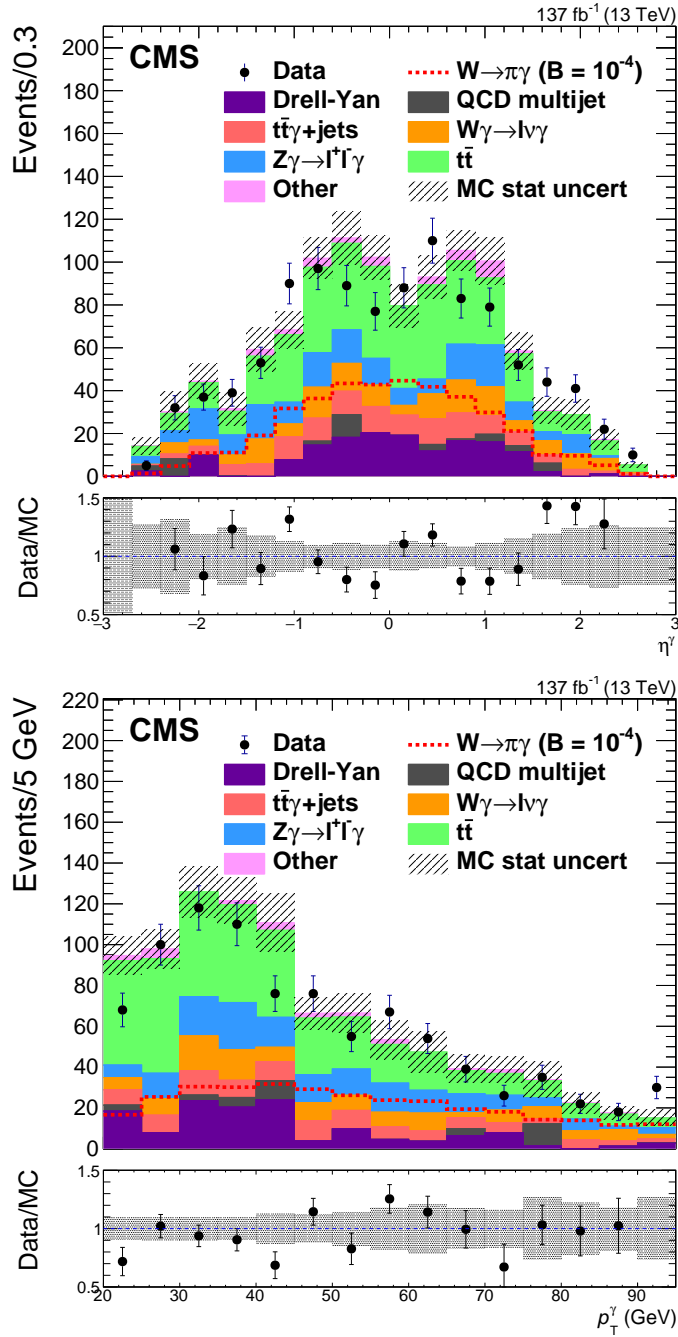 137 fb⁻¹ (13 TeV)
CMS
Events/0.3
200
180
160
140
120
100
80
60
40
20
0
Data
W→πγ (B = 10⁻⁴)
Drell-Yan
QCD multijet
tt̄γ+jets
Wγ→lνγ
Zγ→l⁺l⁻γ
tt̄
Other
MC stat uncert
Data/MC
1.5
1
0.5
−3 −2 −1 0 1 2 3
η^γ
137 fb⁻¹ (13 TeV)
CMS
Events/5 GeV
220
200
180
160
140
120
100
80
60
40
20
0
Data
W→πγ (B = 10⁻⁴)
Drell-Yan
QCD multijet
tt̄γ+jets
Wγ→lνγ
Zγ→l⁺l⁻γ
tt̄
Other
MC stat uncert
Data/MC
1.5
1
0.5
20 30 40 50 60 70 80 90
p_T^γ (GeV)